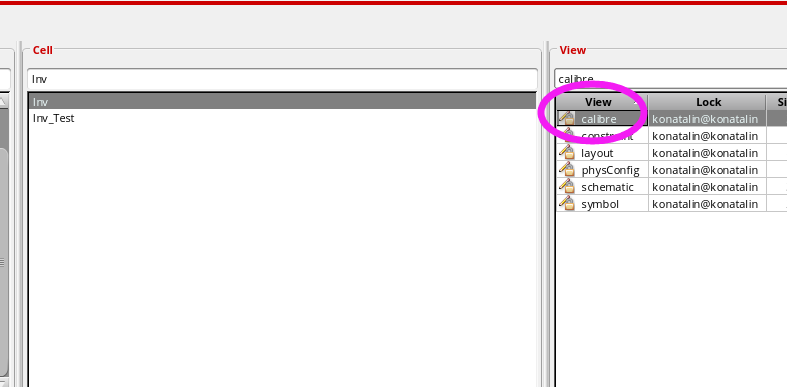 Cell
View
Inv
calibre
Inv
Inv_Test
View Lock Si
calibre konatalin@konatalin
constraint konatalin@konatalin
layout konatalin@konatalin
physConfig konatalin@konatalin
schematic konatalin@konatalin
symbol konatalin@konatalin